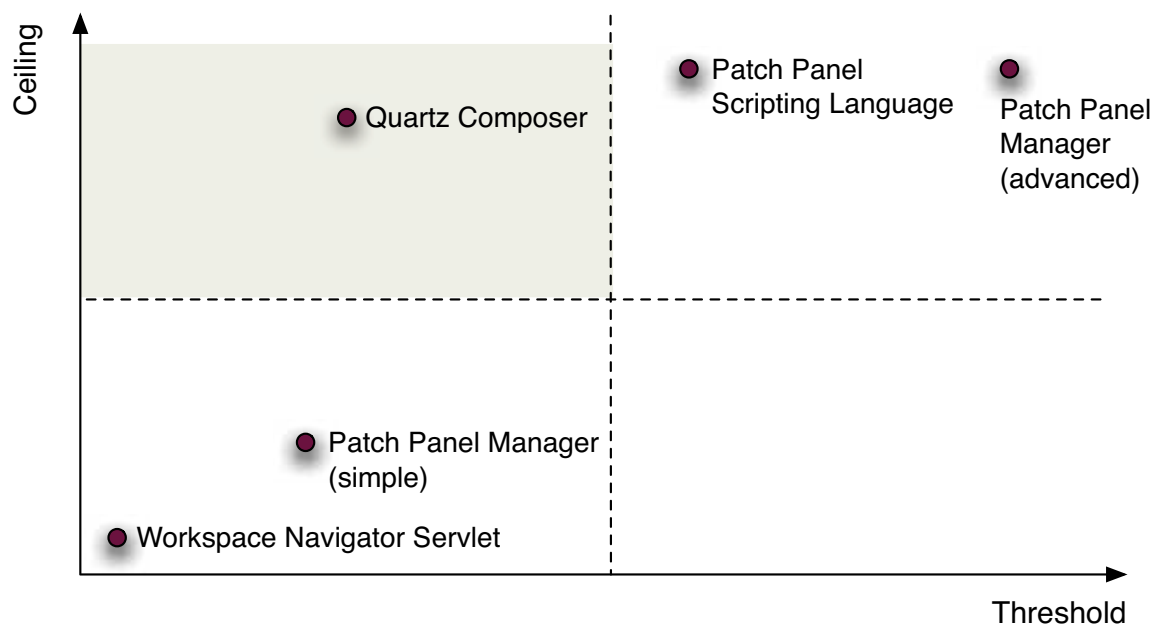 Ceiling
Patch Panel
Scripting Language
Patch Panel
Manager
(advanced)
Quartz Composer
Patch Panel Manager
(simple)
Workspace Navigator Servlet
Threshold